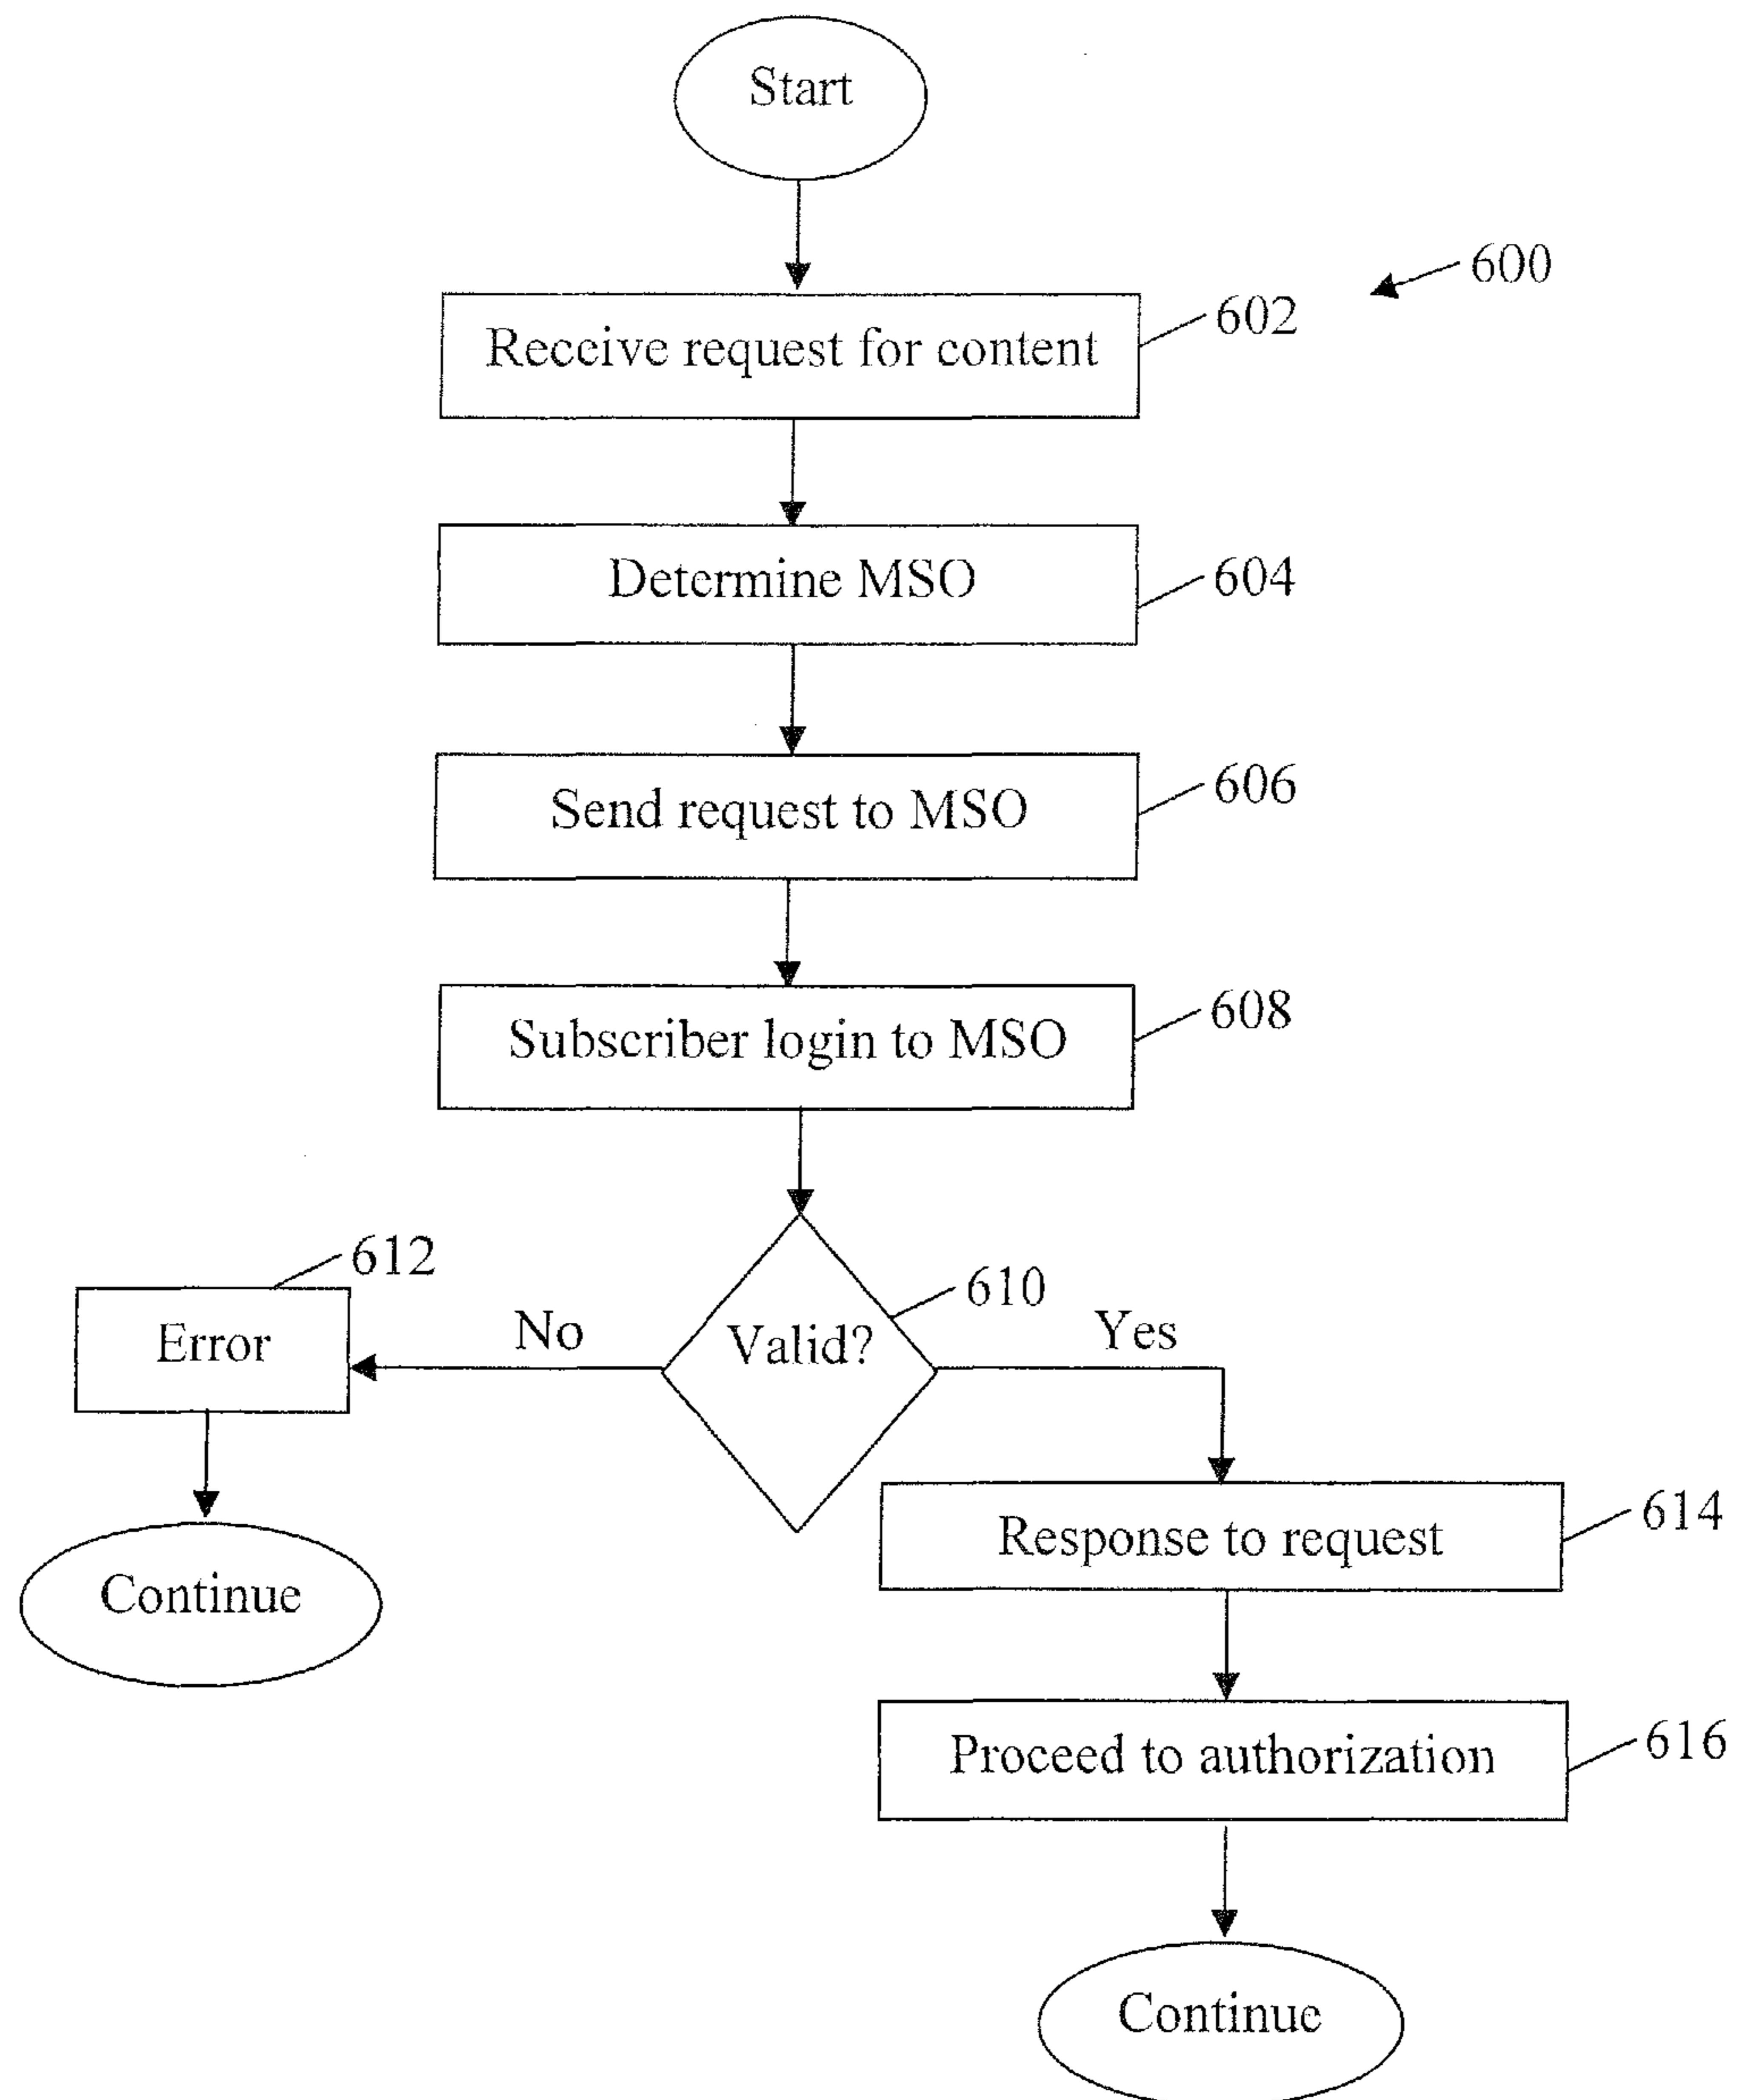 Start
600
Receive request for content
602
Determine MSO
604
Send request to MSO
606
Subscriber login to MSO
608
612
Error
No
Valid?
610
Yes
Continue
Response to request
614
Proceed to authorization
616
Continue